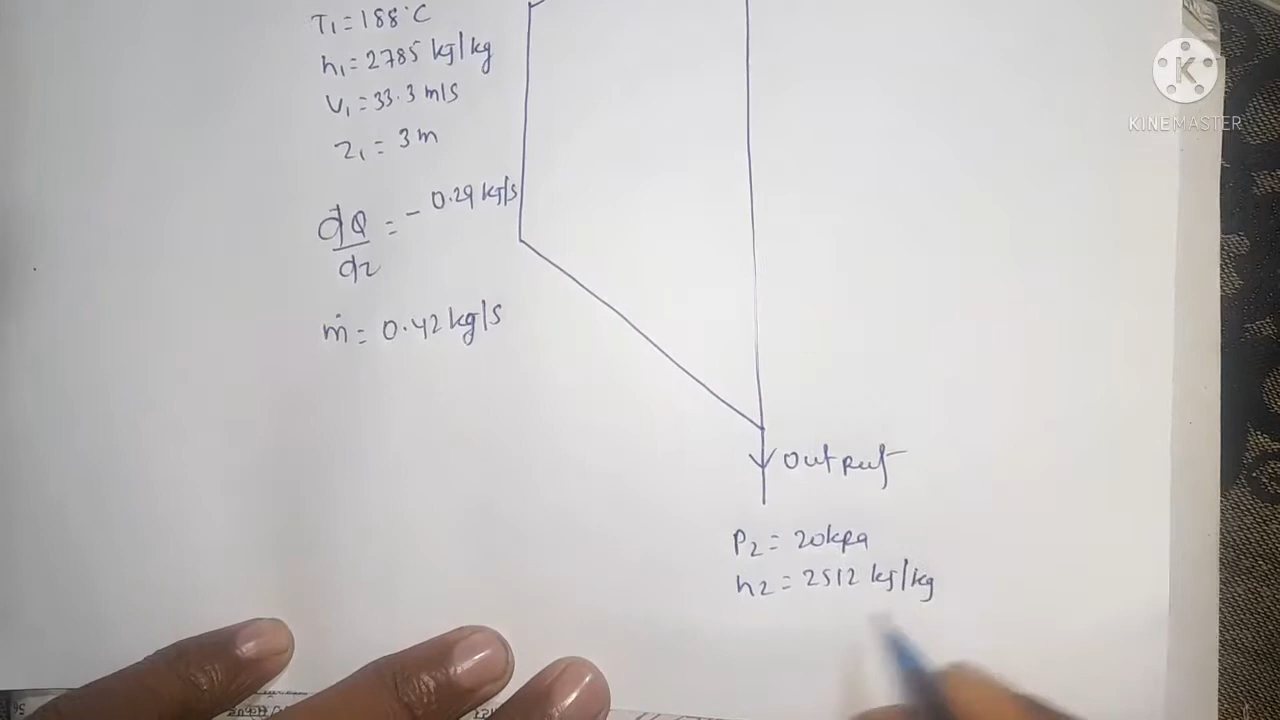 T₁ = 188°C
h₁ = 2785 kJ/kg
V₁ = 33.3 m/s
Z₁ = 3m
dQ/dz = - 0.29 kJ/s
ṁ = 0.42 kg/s
output
P₂ = 20kpa
h₂ = 2512 kJ/kg
K
KINEMASTER